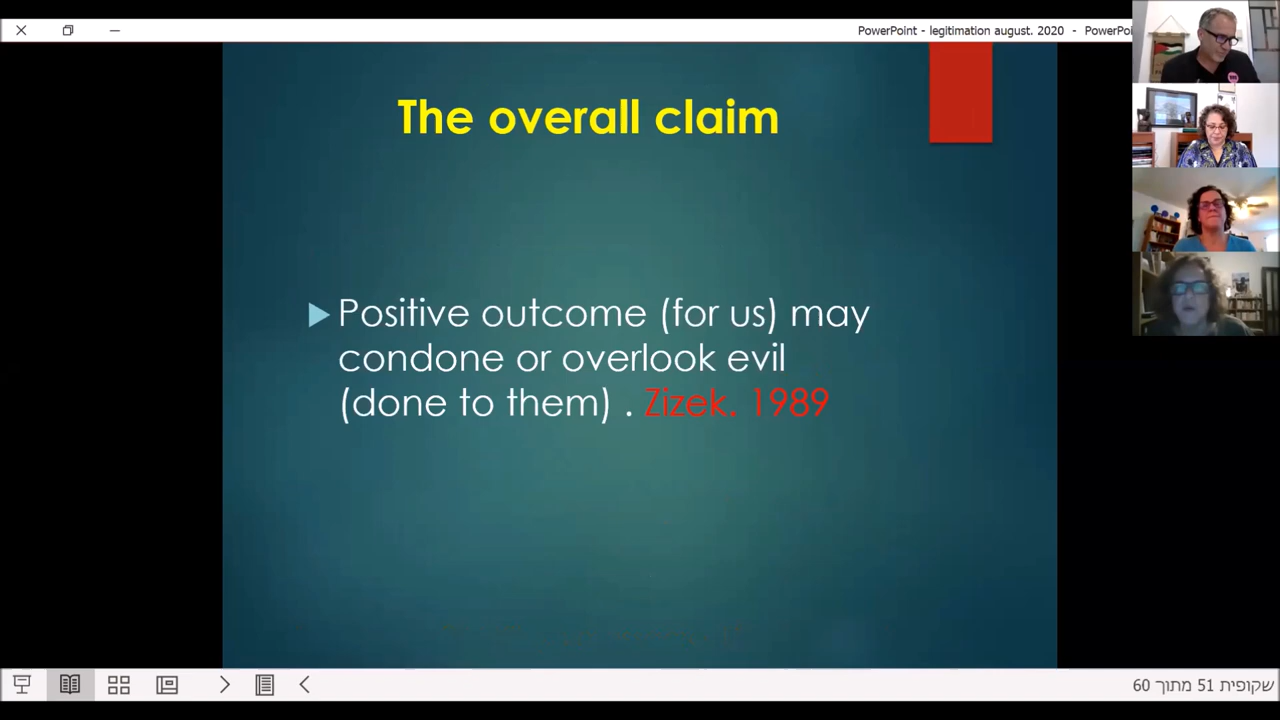 PowerPoint - legitimation august. 2020 - PowerPoi
The overall claim
Positive outcome (for us) may
condone or overlook evil
(done to them) . Zizek. 1989
שקופית 51 מתוך 60